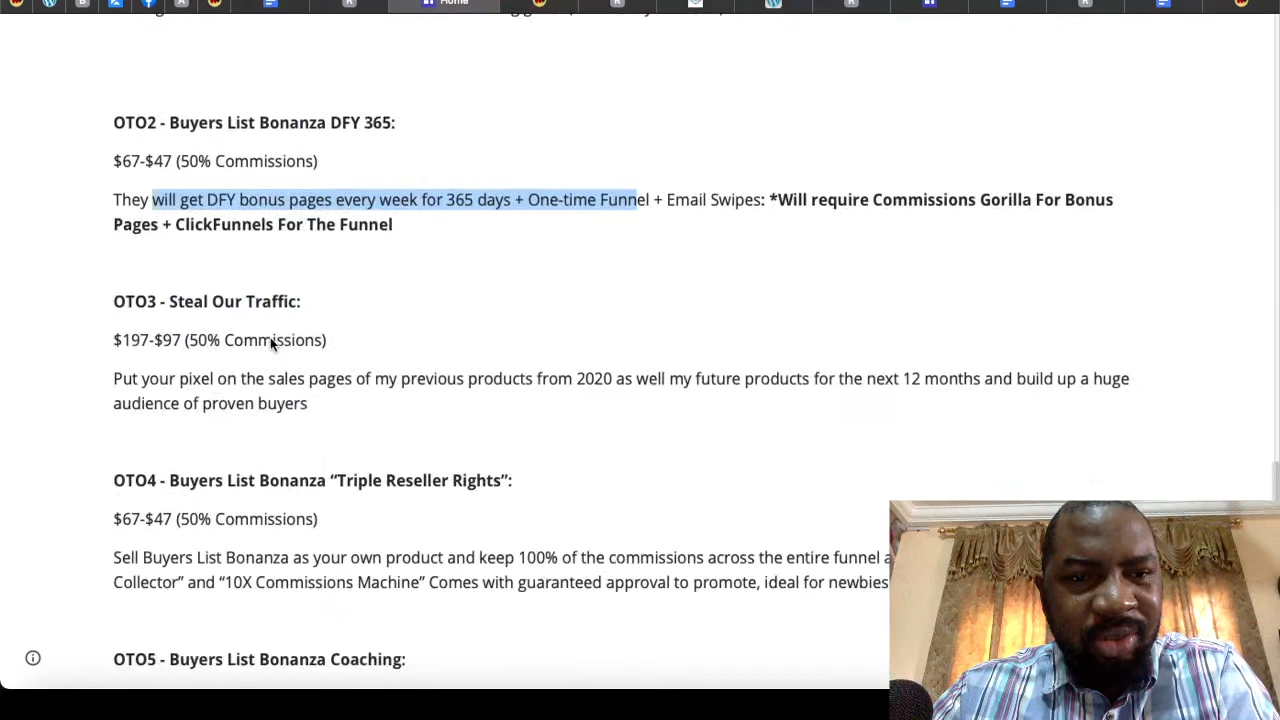 Home
OTO2 - Buyers List Bonanza DFY 365:
$67-$47 (50% Commissions)
They will get DFY bonus pages every week for 365 days + One-time Funnel + Email Swipes: *Will require Commissions Gorilla For Bonus
Pages + ClickFunnels For The Funnel
OTO3 - Steal Our Traffic:
$197-$97 (50% Commissions)
Put your pixel on the sales pages of my previous products from 2020 as well my future products for the next 12 months and build up a huge
audience of proven buyers
OTO4 - Buyers List Bonanza “Triple Reseller Rights”:
$67-$47 (50% Commissions)
Sell Buyers List Bonanza as your own product and keep 100% of the commissions across the entire funnel
Collector” and “10X Commissions Machine” Comes with guaranteed approval to promote, ideal for newbies
OTO5 - Buyers List Bonanza Coaching: